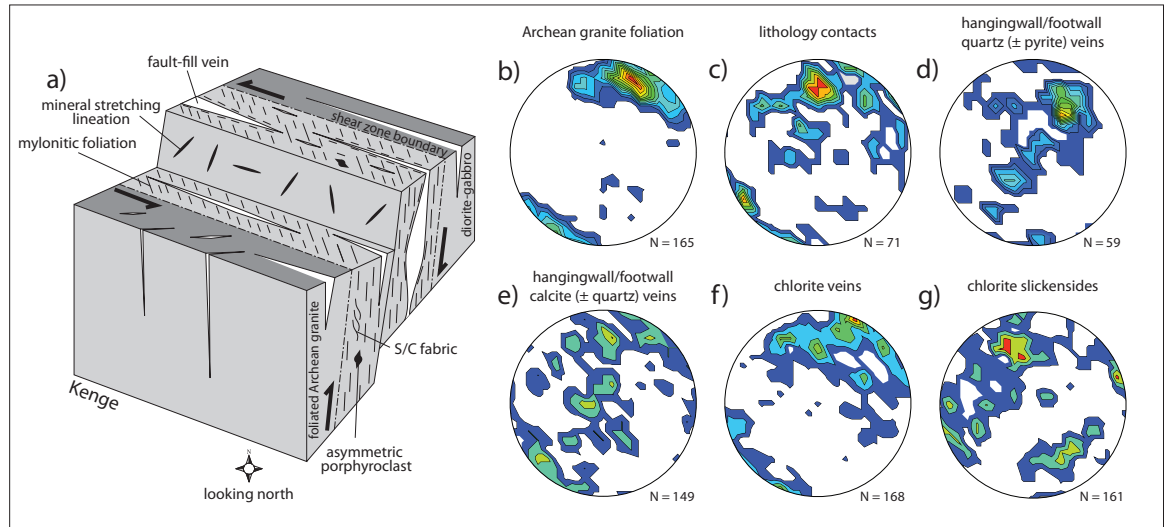 a)
fault-fill vein
mineral stretching
lineation
mylonitic foliation
shear zone boundary
diorite-gabbro
foliated Archean granite
S/C fabric
asymmetric
porphyroclast
Kenge
N
looking north
Archean granite foliation
b)
N = 165
lithology contacts
c)
N = 71
hangingwall/footwall
quartz (± pyrite) veins
d)
N = 59
hangingwall/footwall
calcite (± quartz) veins
e)
N = 149
chlorite veins
f)
N = 168
chlorite slickensides
g)
N = 161